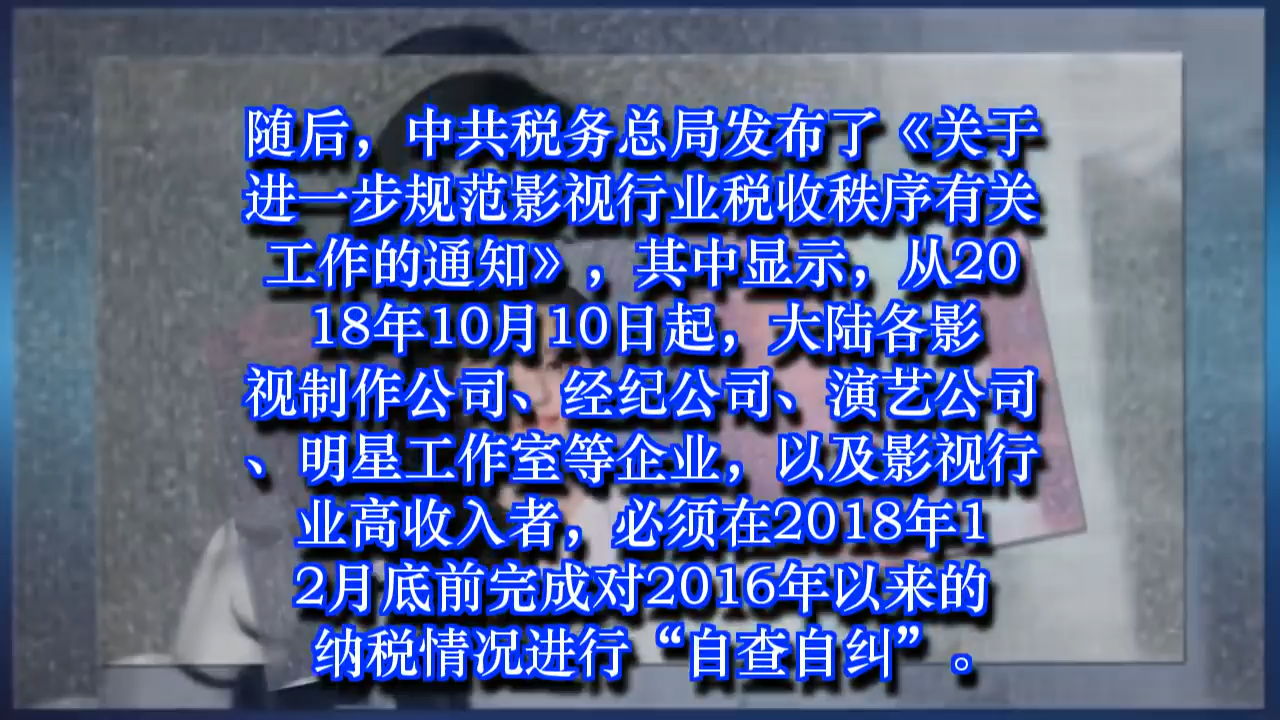 随后，中共税务总局发布了《关于
进一步规范影视行业税收秩序有关
工作的通知》，其中显示，从20
18年10月10日起，大陆各影
视制作公司、经纪公司、演艺公司
、明星工作室等企业，以及影视行
业高收入者，必须在2018年1
2月底前完成对2016年以来的
纳税情况进行“自查自纠”。